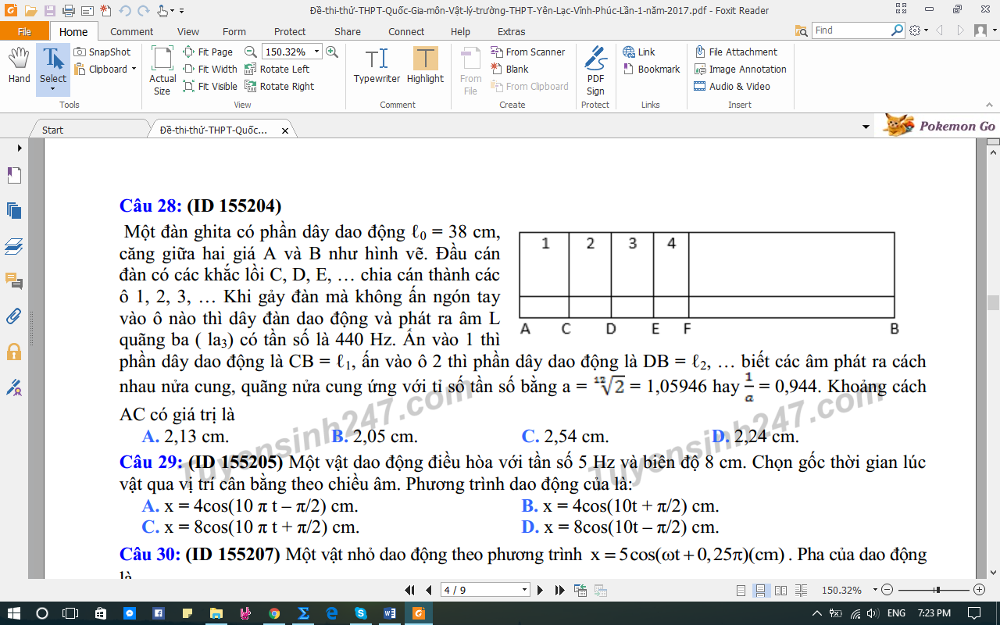 Đề-thi-thử-THPT-Quốc-Gia-môn-Vật-lý-trường-THPT-Yên-Lạc-Vĩnh-Phúc-Lần-1-năm-2017.pdf - Foxit Reader
File Home Comment View Form Protect Share Connect Help Extras Find
Hand
Select
SnapShot
Clipboard
Tools
Actual Size
Fit Page
Fit Width
Fit Visible
150.32%
Rotate Left
Rotate Right
View
Typewriter
Highlight
Comment
From File
From Scanner
Blank
From Clipboard
Create
PDF Sign
Protect
Link
Bookmark
Links
File Attachment
Image Annotation
Audio & Video
Insert
Start
Đề-thi-thử-THPT-Quốc...
Pokemon Go
Câu 28: (ID 155204)
Một đàn ghita có phần dây dao động ℓ₀ = 38 cm,
căng giữa hai giá A và B như hình vẽ. Đầu cán
đàn có các khắc lồi C, D, E, … chia cán thành các
ô 1, 2, 3, … Khi gảy đàn mà không ấn ngón tay
vào ô nào thì dây đàn dao động và phát ra âm L
quãng ba ( la₃) có tần số là 440 Hz. Ấn vào 1 thì
1 2 3 4
A C D E F B
phần dây dao động là CB = ℓ₁, ấn vào ô 2 thì phần dây dao động là DB = ℓ₂, … biết các âm phát ra cách
nhau nửa cung, quãng nửa cung ứng với tỉ số tần số bằng a = ¹²√2 = 1,05946 hay 1/a = 0,944. Khoảng cách
AC có giá trị là
A. 2,13 cm. B. 2,05 cm. C. 2,54 cm. D. 2,24 cm.
Câu 29: (ID 155205) Một vật dao động điều hòa với tần số 5 Hz và biên độ 8 cm. Chọn gốc thời gian lúc
vật qua vị trí cân bằng theo chiều âm. Phương trình dao động của là:
A. x = 4cos(10 π t – π/2) cm. B. x = 4cos(10t + π/2) cm.
C. x = 8cos(10 π t + π/2) cm. D. x = 8cos(10t – π/2) cm.
Câu 30: (ID 155207) Một vật nhỏ dao động theo phương trình x = 5cos(ωt + 0,25π)(cm) . Pha của dao động
là
Tuyensinh247.com
Tuyensinh247.com
4 / 9
150.32%
ENG 7:23 PM